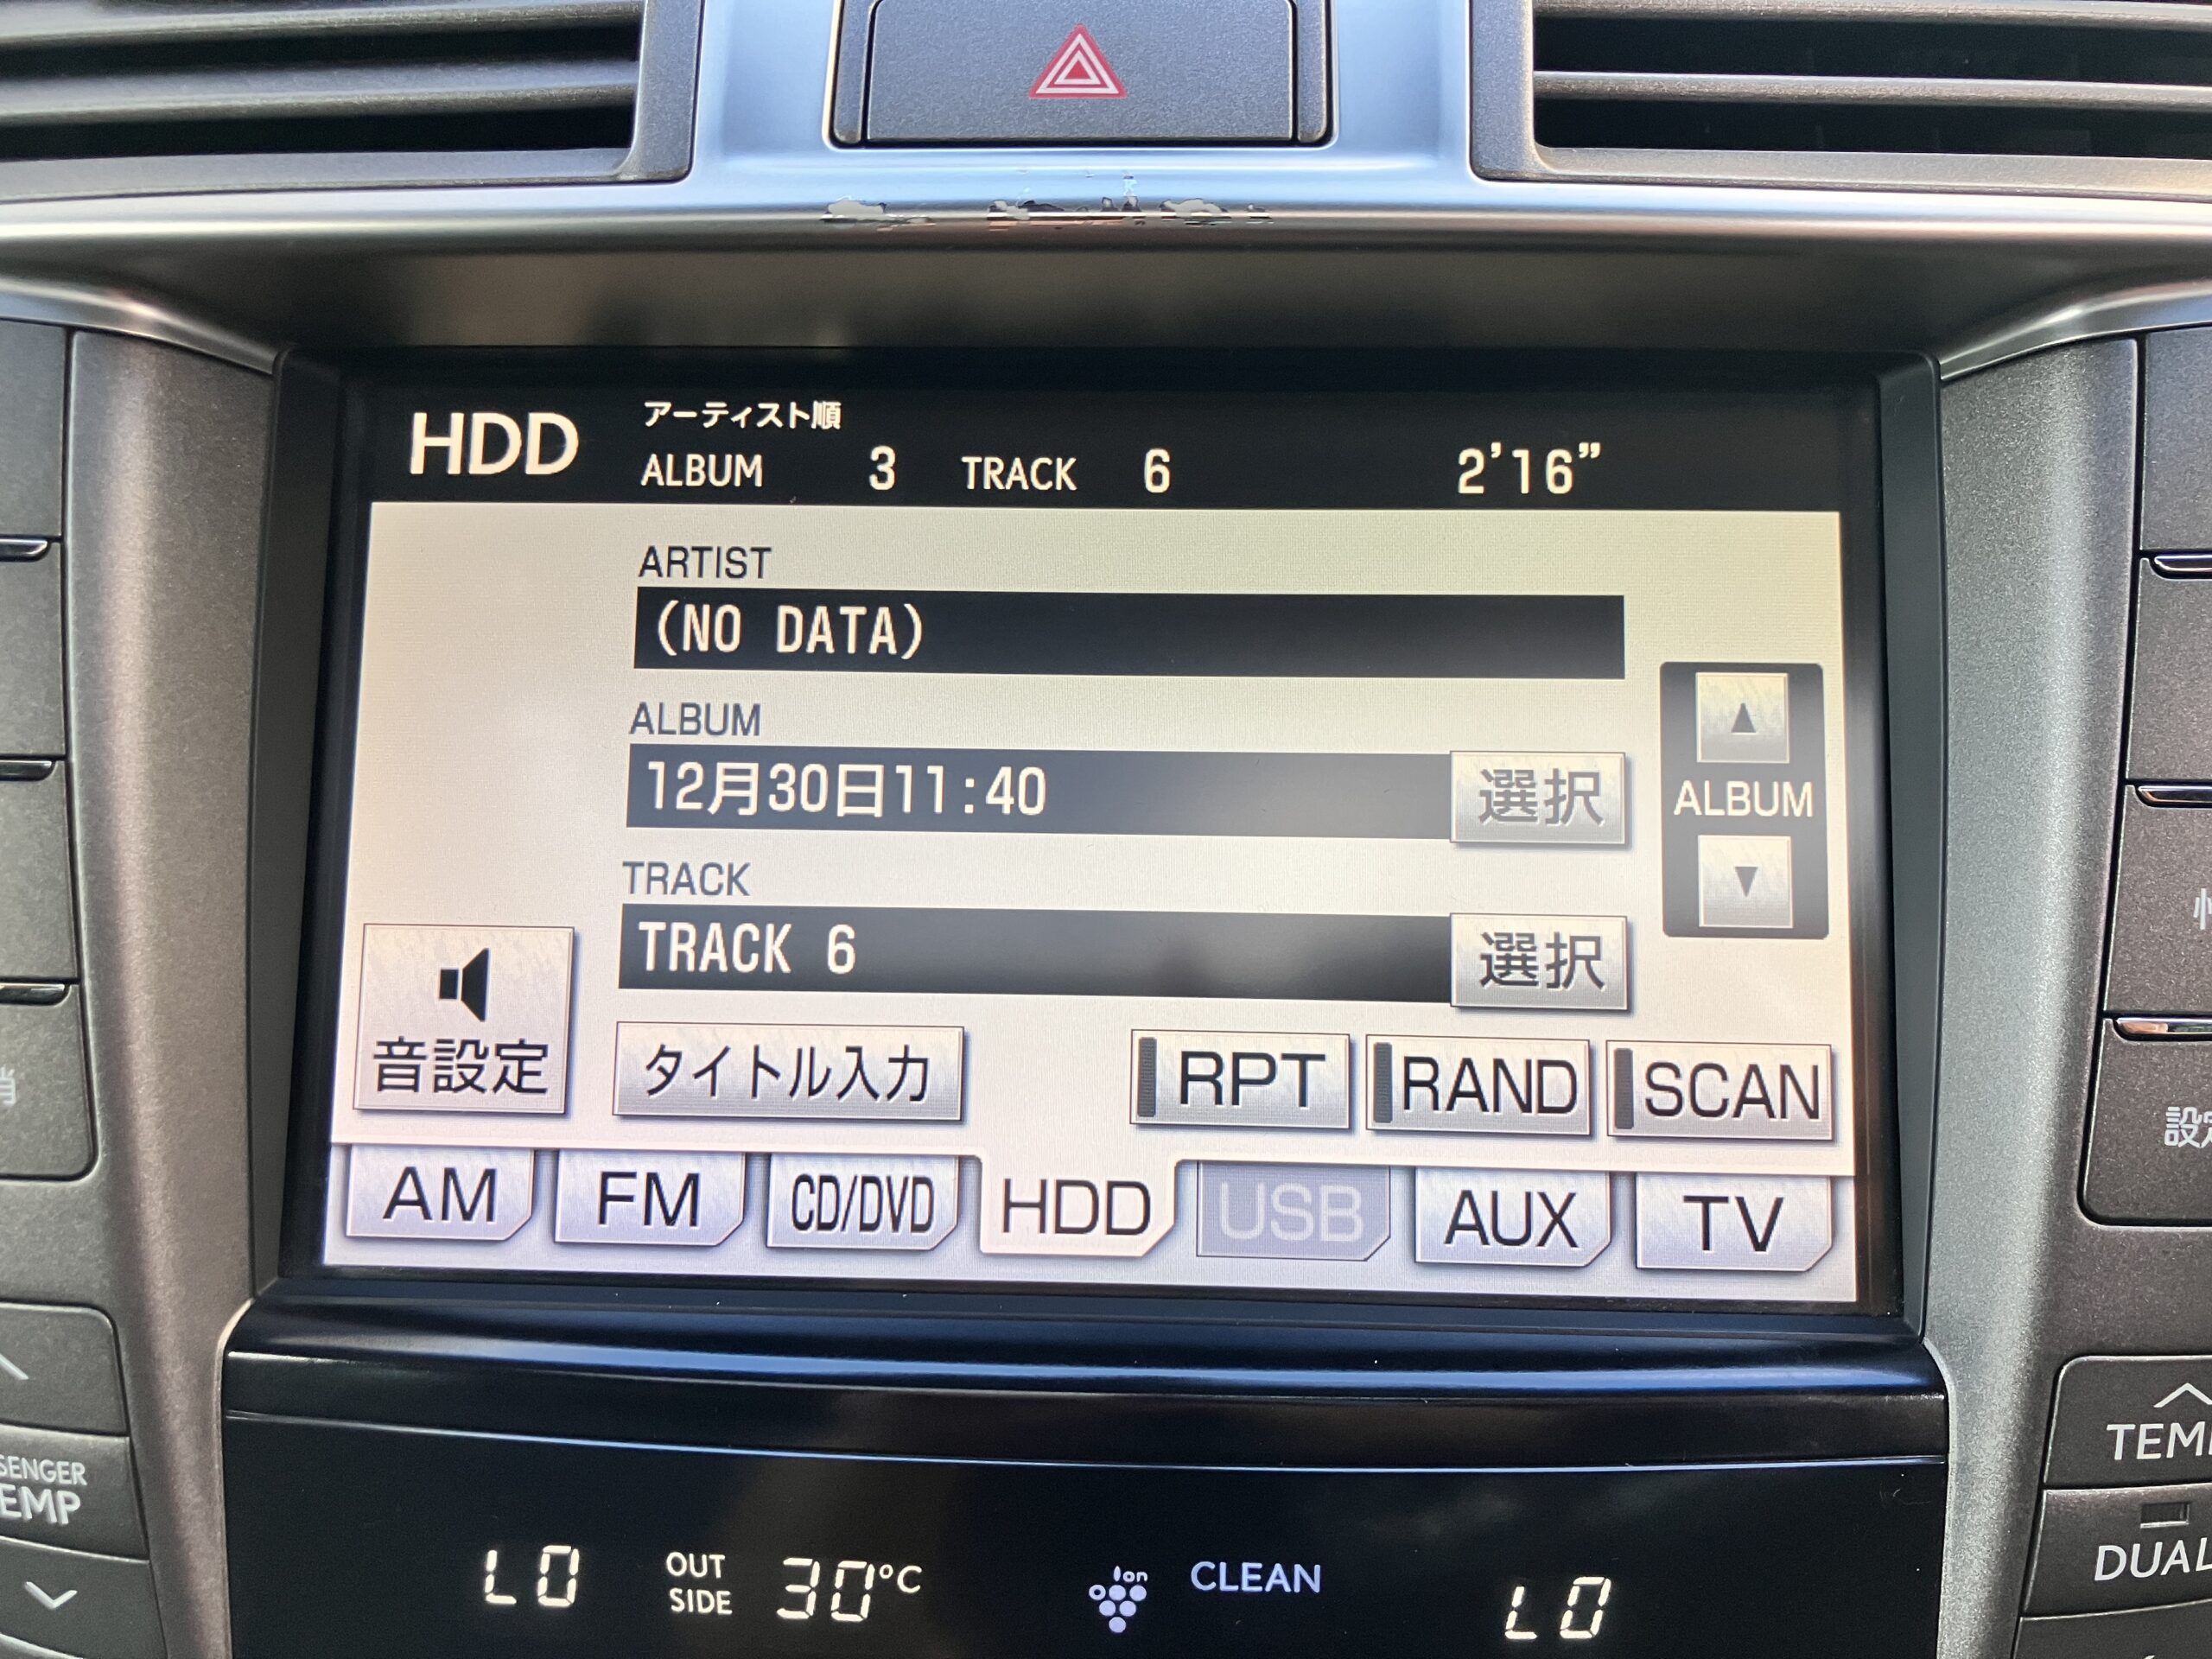 HDD
アーティスト順
ALBUM 3 TRACK 6 2'16"
ARTIST
(NO DATA)
ALBUM
12月30日11:40 選択
ALBUM
TRACK
TRACK 6 選択
音設定
タイトル入力 RPT RAND SCAN
AM FM CD/DVD HDD USB AUX TV
TEMP
DUAL
LO OUT SIDE 30°C Ion CLEAN LO